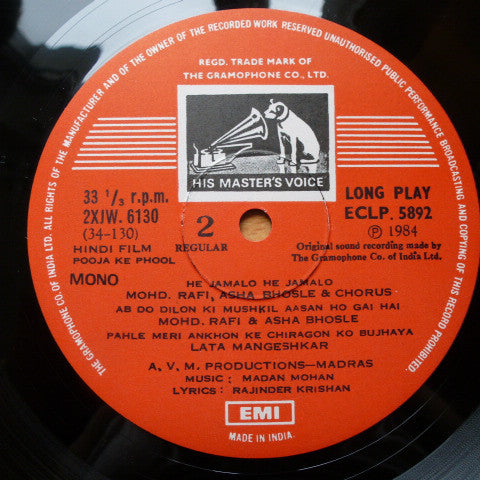 ALL RIGHTS OF THE MANUFACTURER AND OF THE OWNER OF THE RECORDED WORK RESERVED UNAUTHORISED PUBLIC PERFORMANCE BROADCASTING AND COPYING OF THIS RECORD PROHIBITED.
THE GRAMOPHONE CO. OF INDIA LTD.
REGD. TRADE MARK OF
THE GRAMOPHONE CO., LTD.
HIS MASTER'S VOICE
33 1/3 r.p.m.
2XJW. 6130
(34-130)
HINDI FILM
POOJA KE PHOOL
2
REGULAR
LONG PLAY
ECLP. 5892
Ⓟ 1984
Original sound recording made by
The Gramophone Co. of India Ltd.
MONO
HE JAMALO HE JAMALO
MOHD. RAFI, ASHA BHOSLE & CHORUS
AB DO DILON KI MUSHKIL AASAN HO GAI HAI
MOHD. RAFI & ASHA BHOSLE
PAHLE MERI ANKHON KE CHIRAGON KO BUJHAYA
LATA MANGESHKAR
A. V. M. PRODUCTIONS—MADRAS
MUSIC: MADAN MOHAN
LYRICS: RAJINDER KRISHAN
EMI
MADE IN INDIA